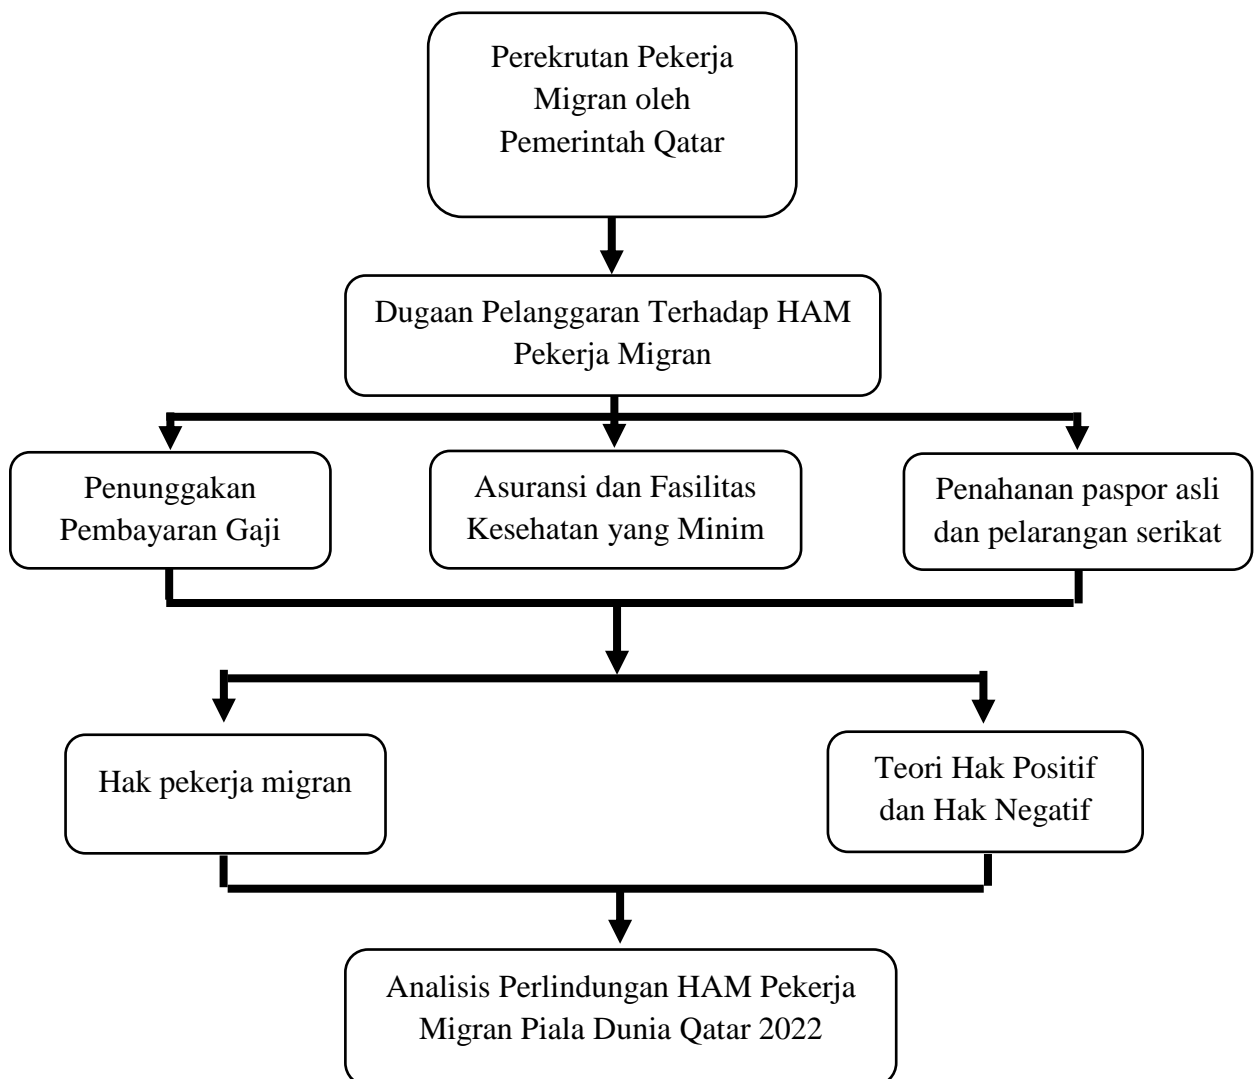 Perekrutan Pekerja
Migran oleh
Pemerintah Qatar
Dugaan Pelanggaran Terhadap HAM
Pekerja Migran
Penunggakan
Pembayaran Gaji
Asuransi dan Fasilitas
Kesehatan yang Minim
Penahanan paspor asli
dan pelarangan serikat
Hak pekerja migran
Teori Hak Positif
dan Hak Negatif
Analisis Perlindungan HAM Pekerja
Migran Piala Dunia Qatar 2022